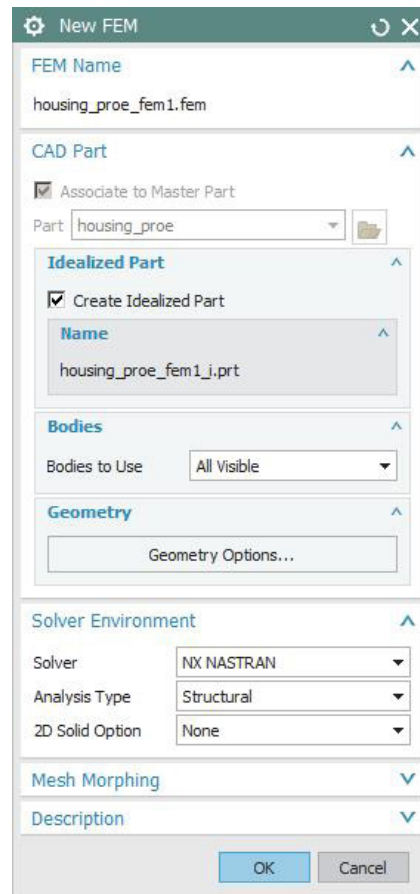 New FEM
FEM Name
housing_proe_fem1.fem
CAD Part
Associate to Master Part
Part housing_proe
Idealized Part
Create Idealized Part
Name
housing_proe_fem1_i.prt
Bodies
Bodies to Use All Visible
Geometry
Geometry Options...
Solver Environment
Solver NX NASTRAN
Analysis Type Structural
2D Solid Option None
Mesh Morphing
Description
OK Cancel